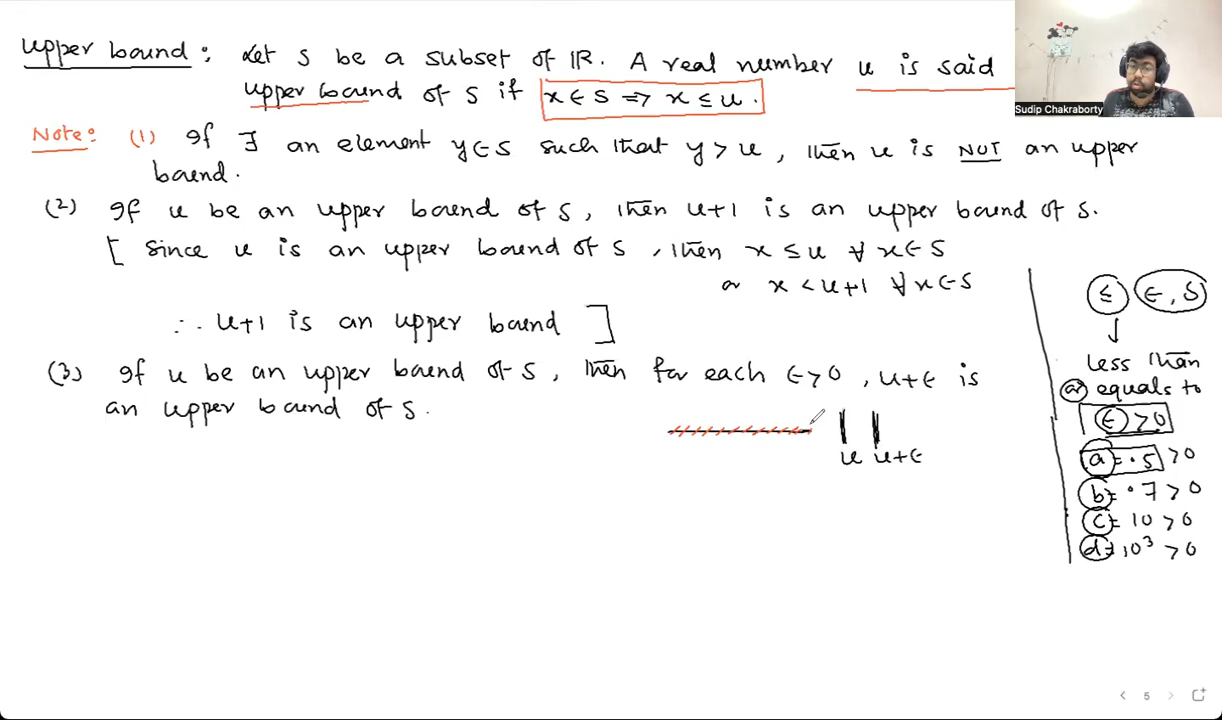 upper bound : Let S be a subset of ℝ. A real number u is said
upper bound of S if x ∈ S ⇒ x ≤ u.
Note: (1) If ∃ an element y ∈ S such that y > u, then u is NOT an upper
bound.
(2) If u be an upper bound of S, then u+1 is an upper bound of S.
[ Since u is an upper bound of S, then x ≤ u ∀ x ∈ S
or x < u+1 ∀ x ∈ S
∴ u+1 is an upper bound ]
(3) If u be an upper bound of S, then for each ϵ > 0, u+ϵ is
an upper bound of S.
u u+ϵ
≤ ϵ, S
↓
less than
or equals to
ϵ > 0
a = .5 > 0
b = .7 > 0
c = 10 > 0
d = 10³ > 0
Sudip Chakraborty
< 5 >